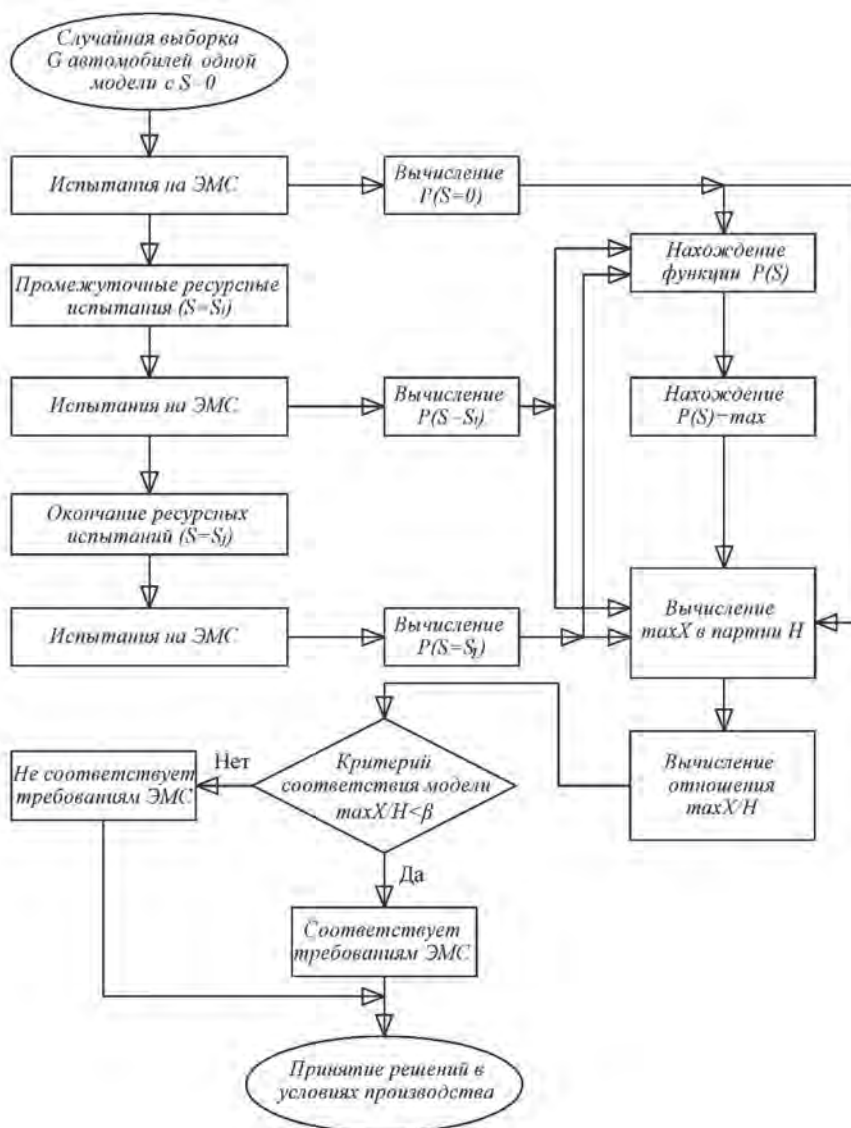 Случайная выборка
G автомобилей одной
модели с S=0
Испытания на ЭМС
Вычисление
P(S=0)
Нахождение
функции P(S)
Промежуточные ресурсные
испытания (S=Si)
Испытания на ЭМС
Вычисление
P(S=Si)
Нахождение
P(S)=max
Окончание ресурсных
испытаний (S=Sj)
Испытания на ЭМС
Вычисление
P(S=Sj)
Вычисление
maxX в партии H
Не соответствует
требованиям ЭМС
Нет
Критерий
соответствия модели
maxX/H<β
Вычисление
отношения
maxX/H
Да
Соответствует
требованиям ЭМС
Принятие решений в
условиях производства